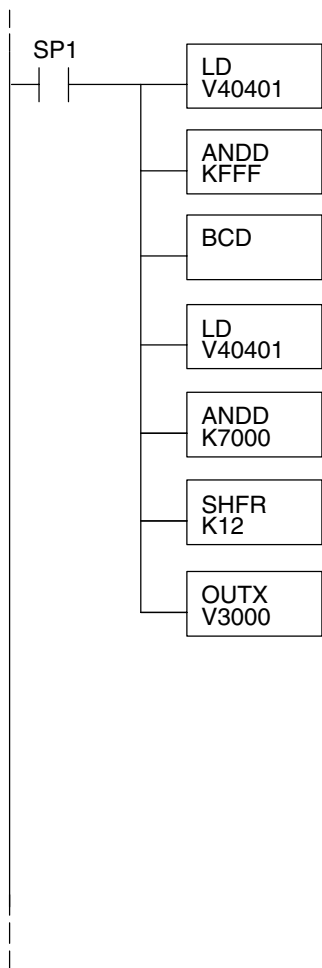 SP1
LD
V40401
ANDD
KFFF
BCD
LD
V40401
ANDD
K7000
SHFR
K12
OUTX
V3000